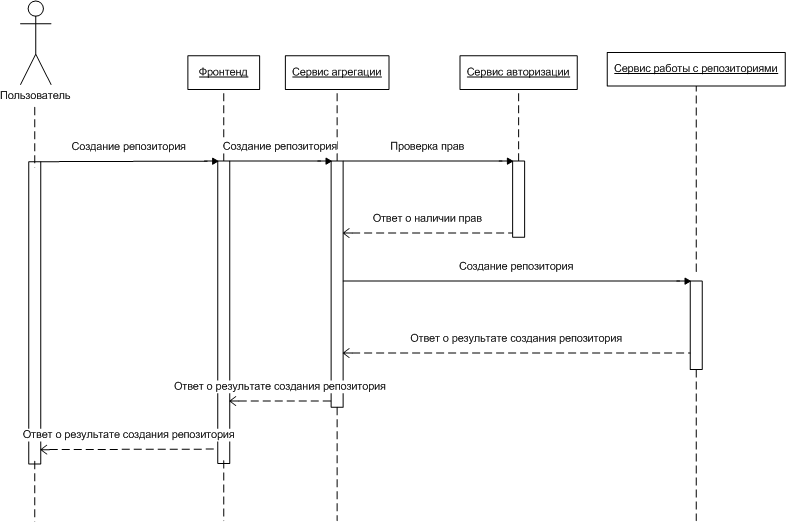 Пользователь
Фронтенд
Сервис агрегации
Сервис авторизации
Сервис работы с репозиториями
Создание репозитория
Создание репозитория
Проверка прав
Ответ о наличии прав
Создание репозитория
Ответ о результате создания репозитория
Ответ о результате создания репозитория
Ответ о результате создания репозитория